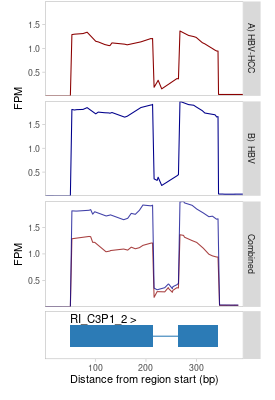 1.5
1.0
0.5
FPM
A) HBV-HCC
1.5
1.0
0.5
FPM
B) HBV
1.5
1.0
0.5
FPM
Combined
RI_C3P1_2 >
100 200 300
Distance from region start (bp)